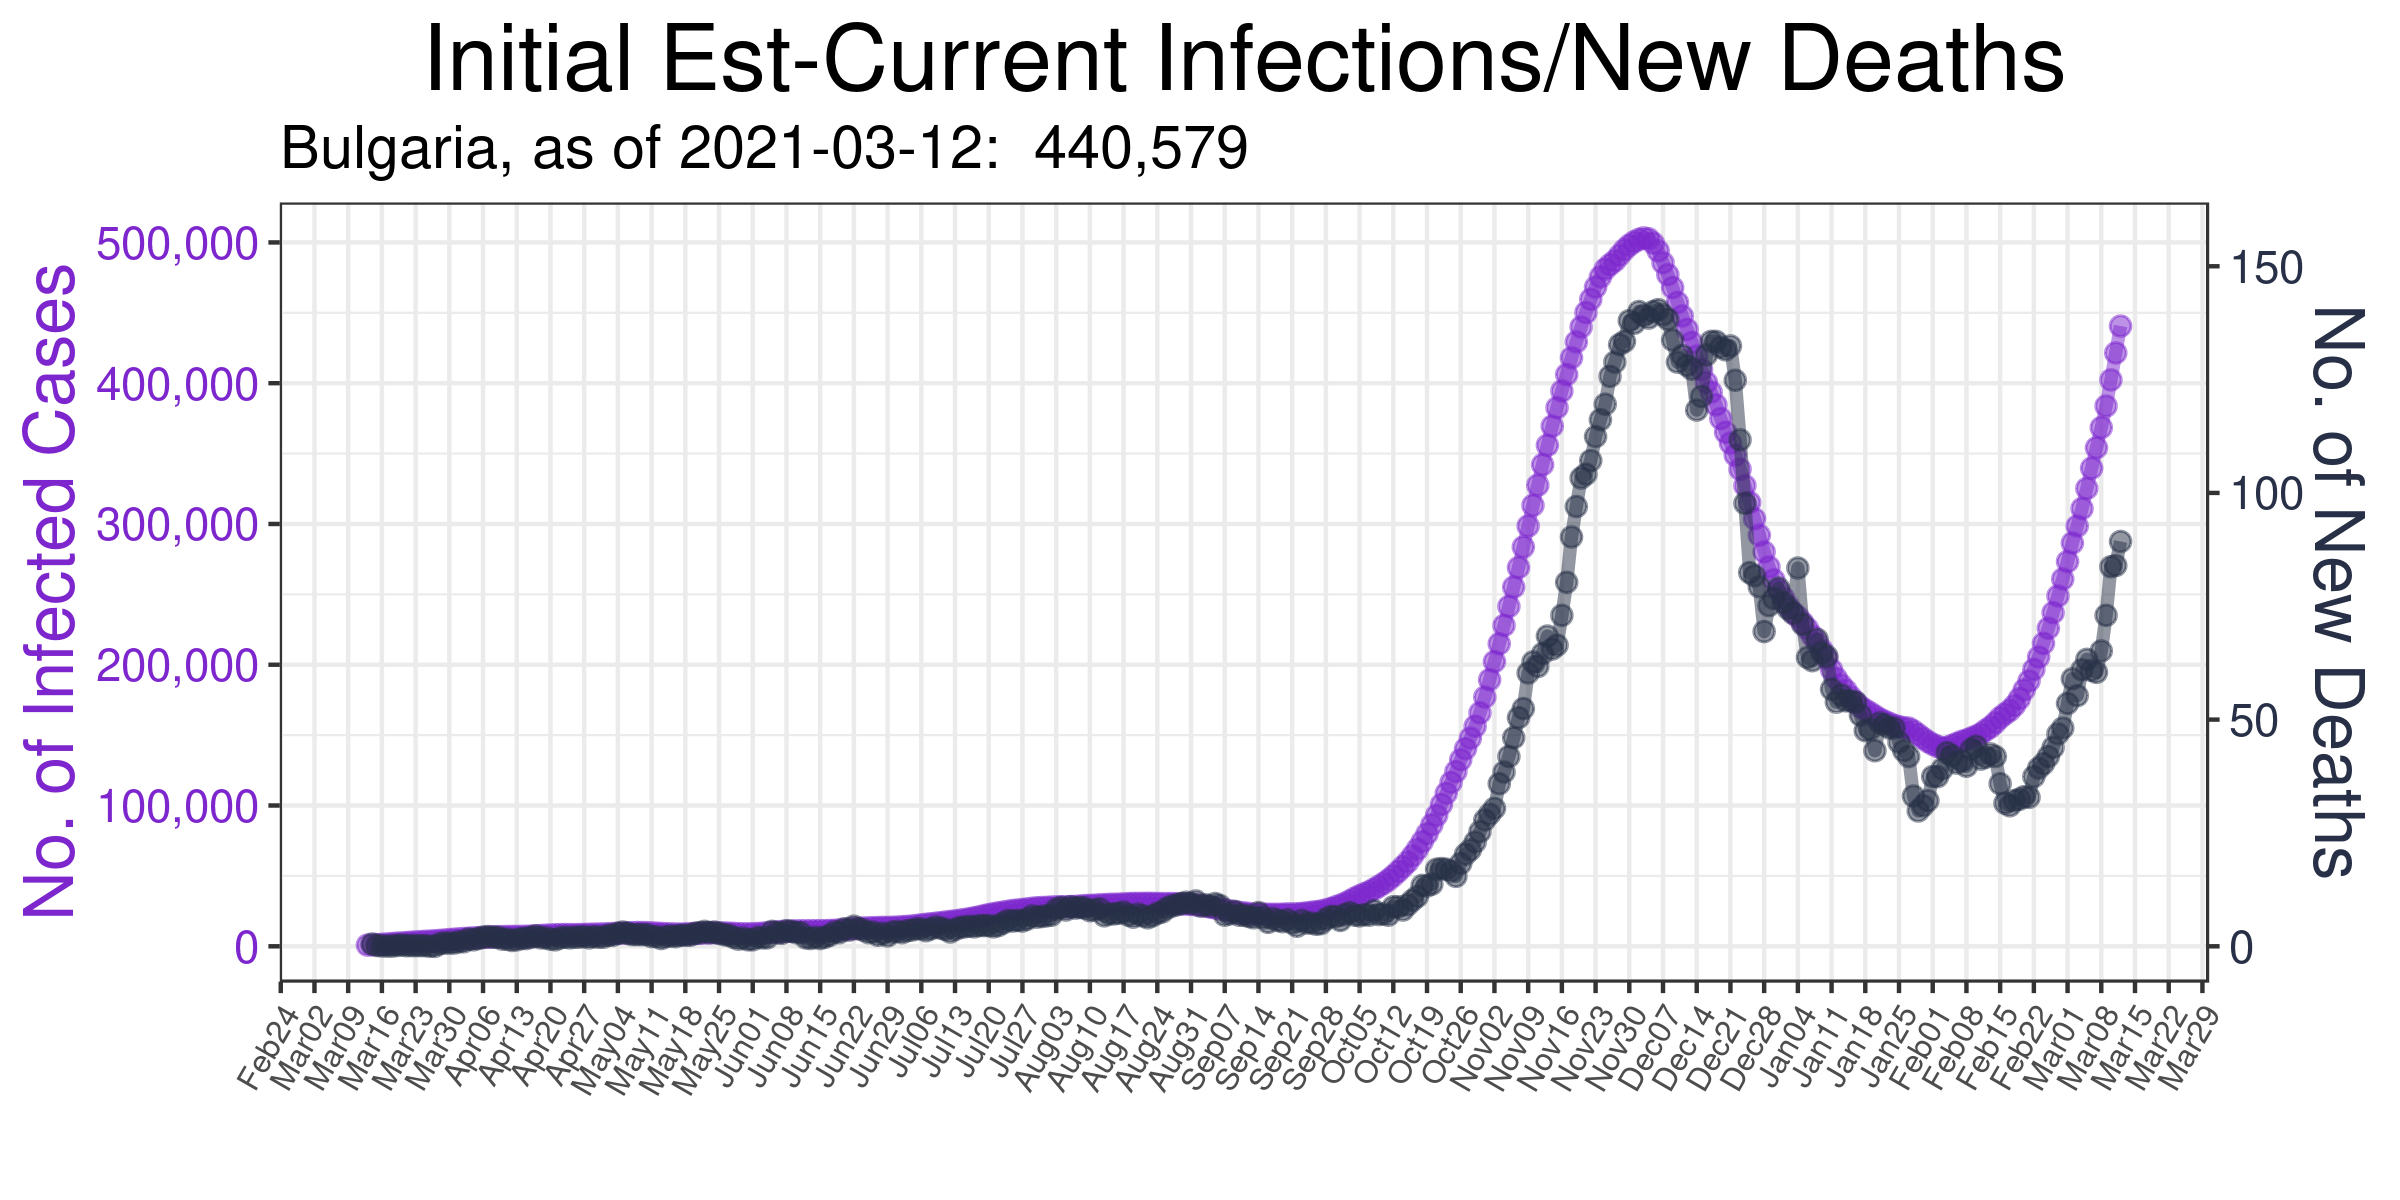 Initial Est-Current Infections/New Deaths
Bulgaria, as of 2021-03-12:  440,579
No. of Infected Cases
500,000
400,000
300,000
200,000
100,000
0
150
100
50
0
No. of New Deaths
Feb24
Mar02
Mar09
Mar16
Mar23
Mar30
Apr06
Apr13
Apr20
Apr27
May04
May11
May18
May25
Jun01
Jun08
Jun15
Jun22
Jun29
Jul06
Jul13
Jul20
Jul27
Aug03
Aug10
Aug17
Aug24
Aug31
Sep07
Sep14
Sep21
Sep28
Oct05
Oct12
Oct19
Oct26
Nov02
Nov09
Nov16
Nov23
Nov30
Dec07
Dec14
Dec21
Dec28
Jan04
Jan11
Jan18
Jan25
Feb01
Feb08
Feb15
Feb22
Mar01
Mar08
Mar15
Mar22
Mar29